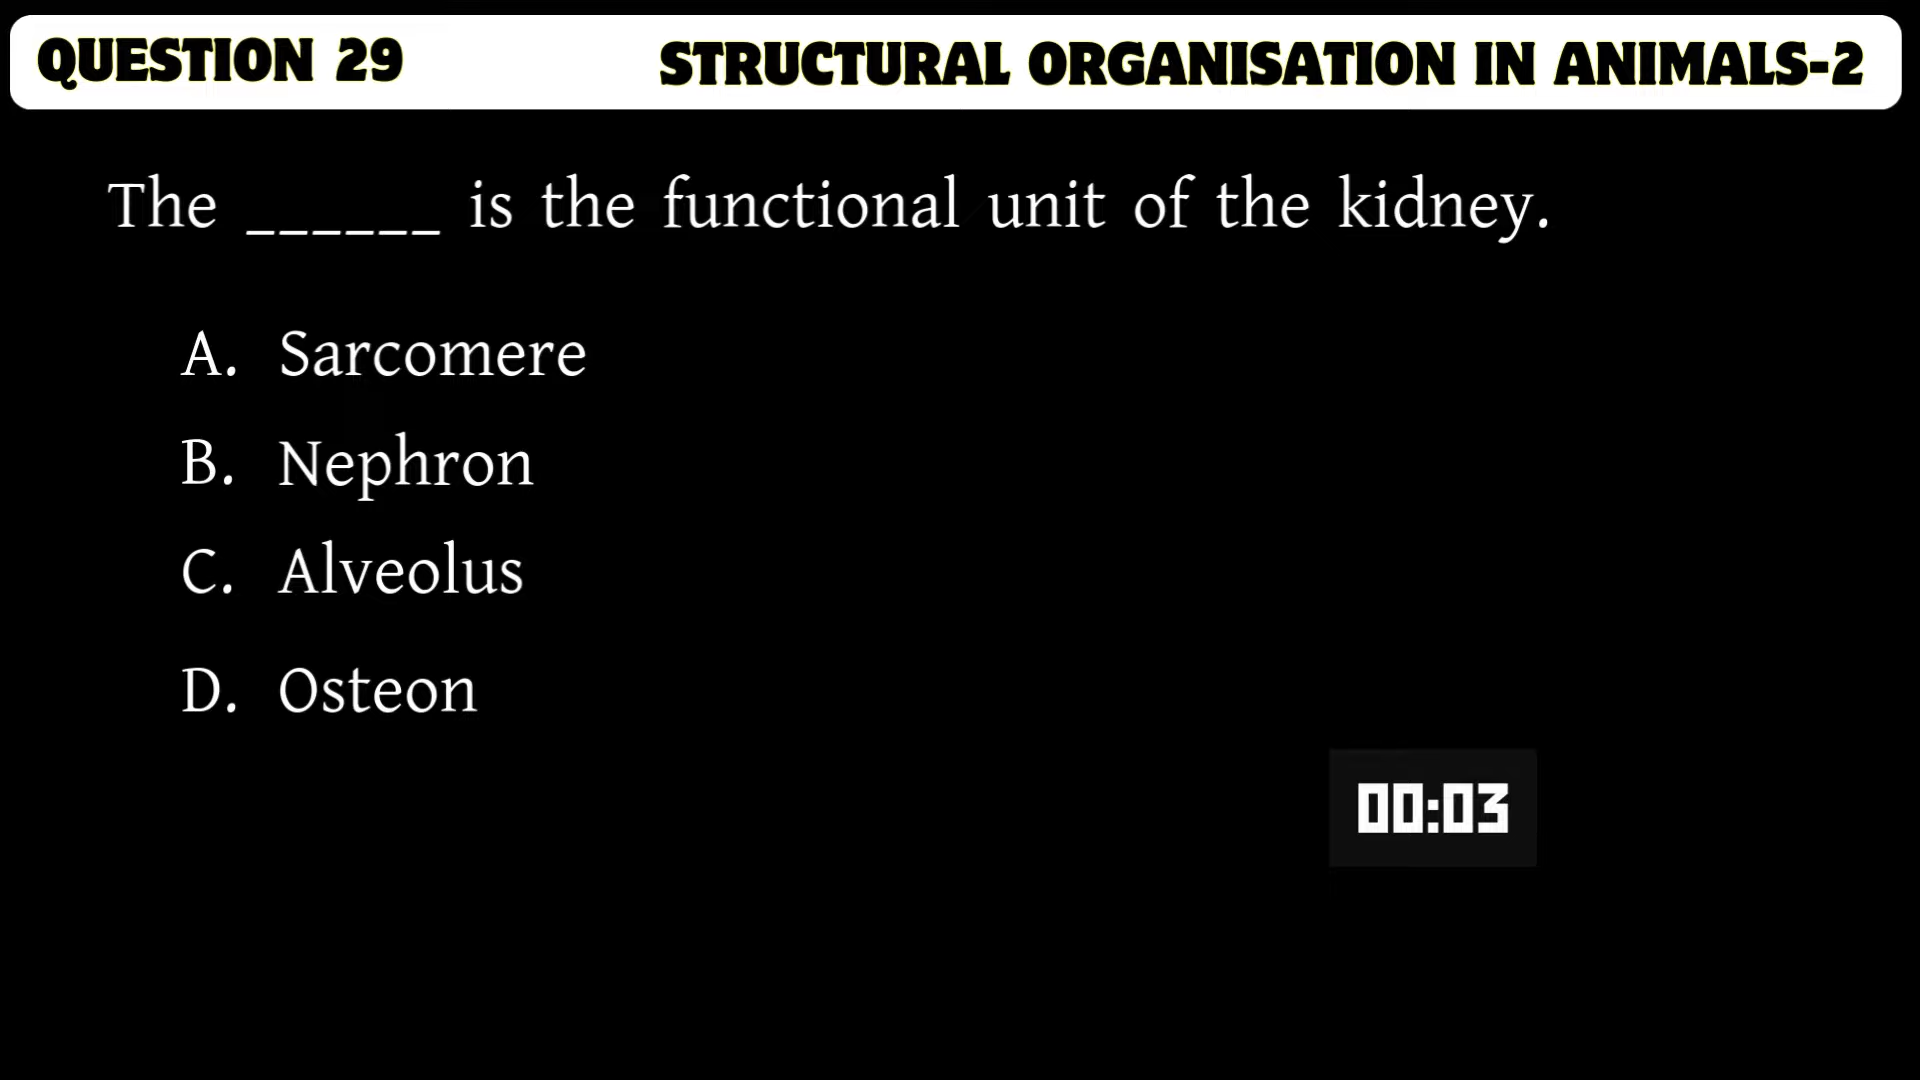 QUESTION 29 STRUCTURAL ORGANISATION IN ANIMALS-2
The ______ is the functional unit of the kidney.
A. Sarcomere
B. Nephron
C. Alveolus
D. Osteon
00:03